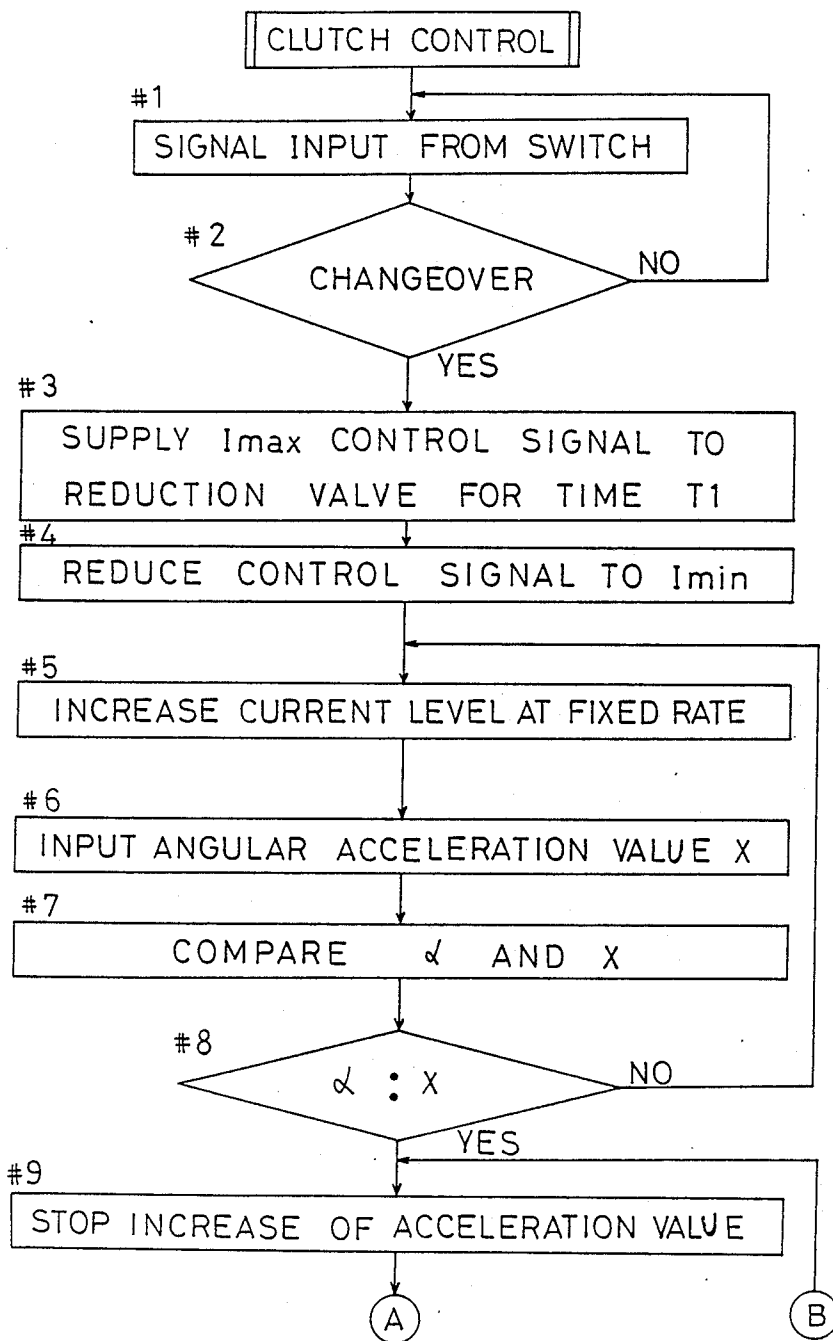 CLUTCH CONTROL
#1
SIGNAL INPUT FROM SWITCH
#2
CHANGEOVER
NO
YES
#3
SUPPLY Imax CONTROL SIGNAL TO
REDUCTION VALVE FOR TIME T1
#4
REDUCE CONTROL SIGNAL TO Imin
#5
INCREASE CURRENT LEVEL AT FIXED RATE
#6
INPUT ANGULAR ACCELERATION VALUE X
#7
COMPARE α AND X
#8
α : X
NO
YES
#9
STOP INCREASE OF ACCELERATION VALUE
A
B